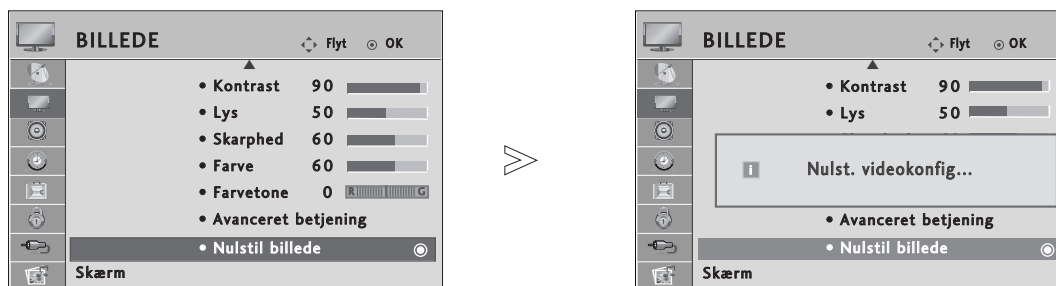 BILLEDE Flyt OK
• Kontrast 90
• Lys 50
• Skarphed 60
• Farve 60
• Farvetone 0 R G
• Avanceret betjening
• Nulstil billede
Skærm
BILLEDE Flyt OK
• Kontrast 90
• Lys 50
Nulst. videokonfig...
• Avanceret betjening
• Nulstil billede
Skærm